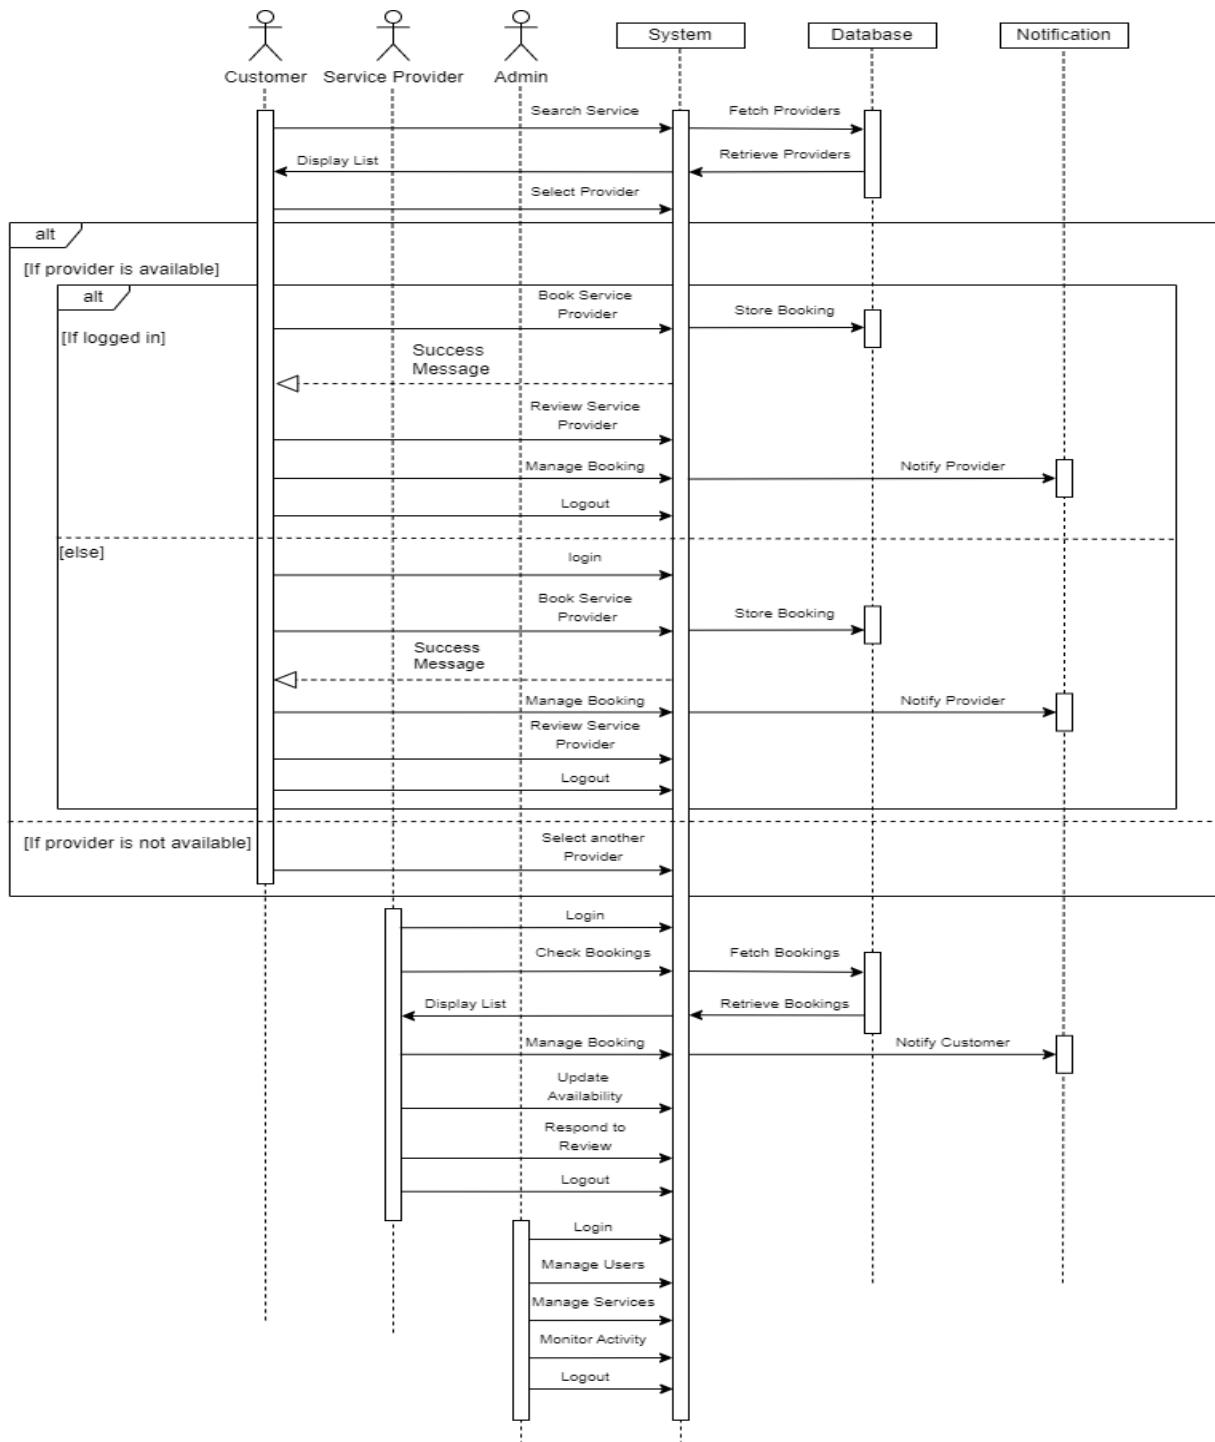 System
Database
Notification
Customer
Service Provider
Admin
Search Service
Fetch Providers
Display List
Retrieve Providers
Select Provider
alt
[If provider is available]
alt
Book Service
Provider
Store Booking
[If logged in]
Success
Message
Review Service
Provider
Manage Booking
Notify Provider
Logout
[else]
login
Book Service
Provider
Store Booking
Success
Message
Manage Booking
Notify Provider
Review Service
Provider
Logout
[If provider is not available]
Select another
Provider
Login
Check Bookings
Fetch Bookings
Display List
Retrieve Bookings
Manage Booking
Notify Customer
Update
Availability
Respond to
Review
Logout
Login
Manage Users
Manage Services
Monitor Activity
Logout